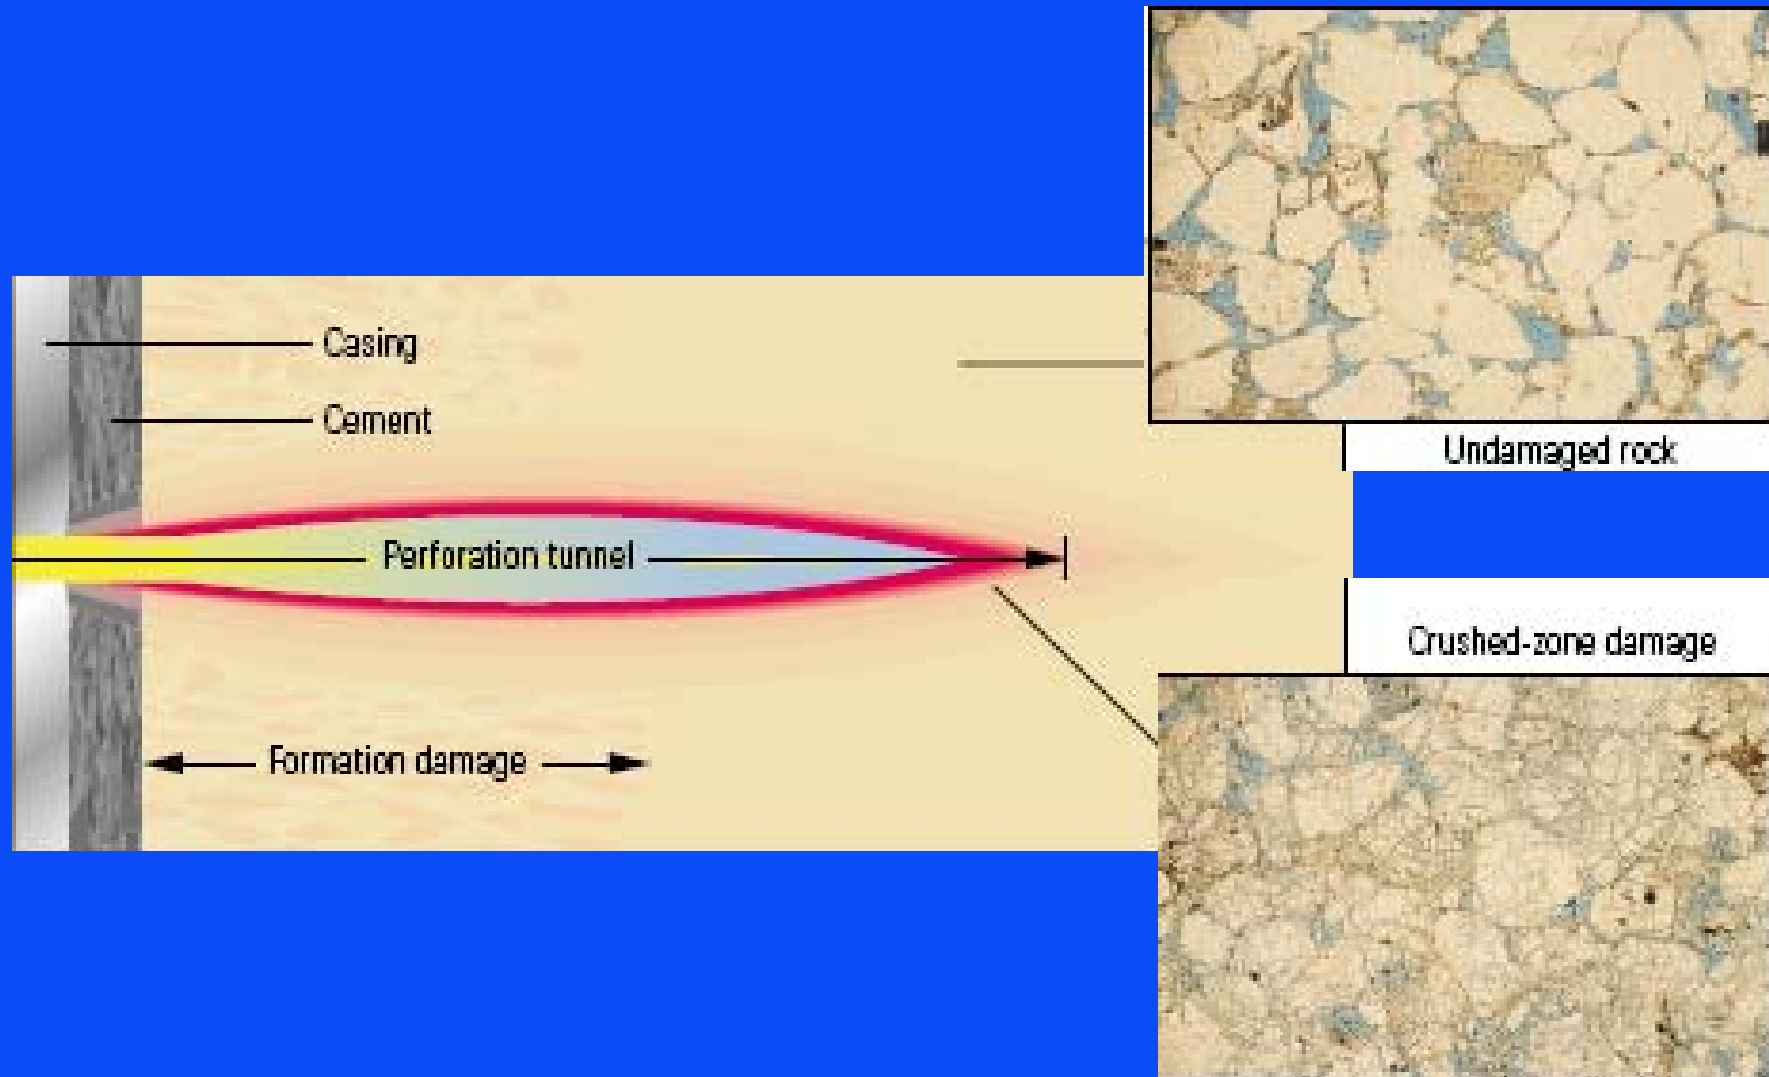 Casing
Cement
Undamaged rock
Perforation tunnel
Crushed-zone damage
Formation damage